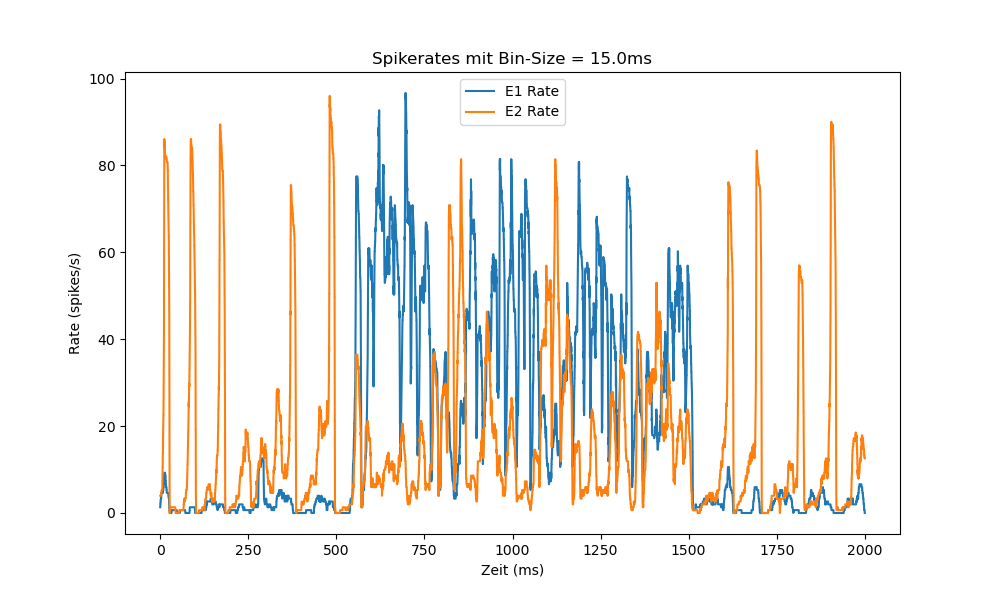 Spikerates mit Bin-Size = 15.0ms
E1 Rate
E2 Rate
100
80
60
40
20
0
Rate (spikes/s)
0 250 500 750 1000 1250 1500 1750 2000
Zeit (ms)